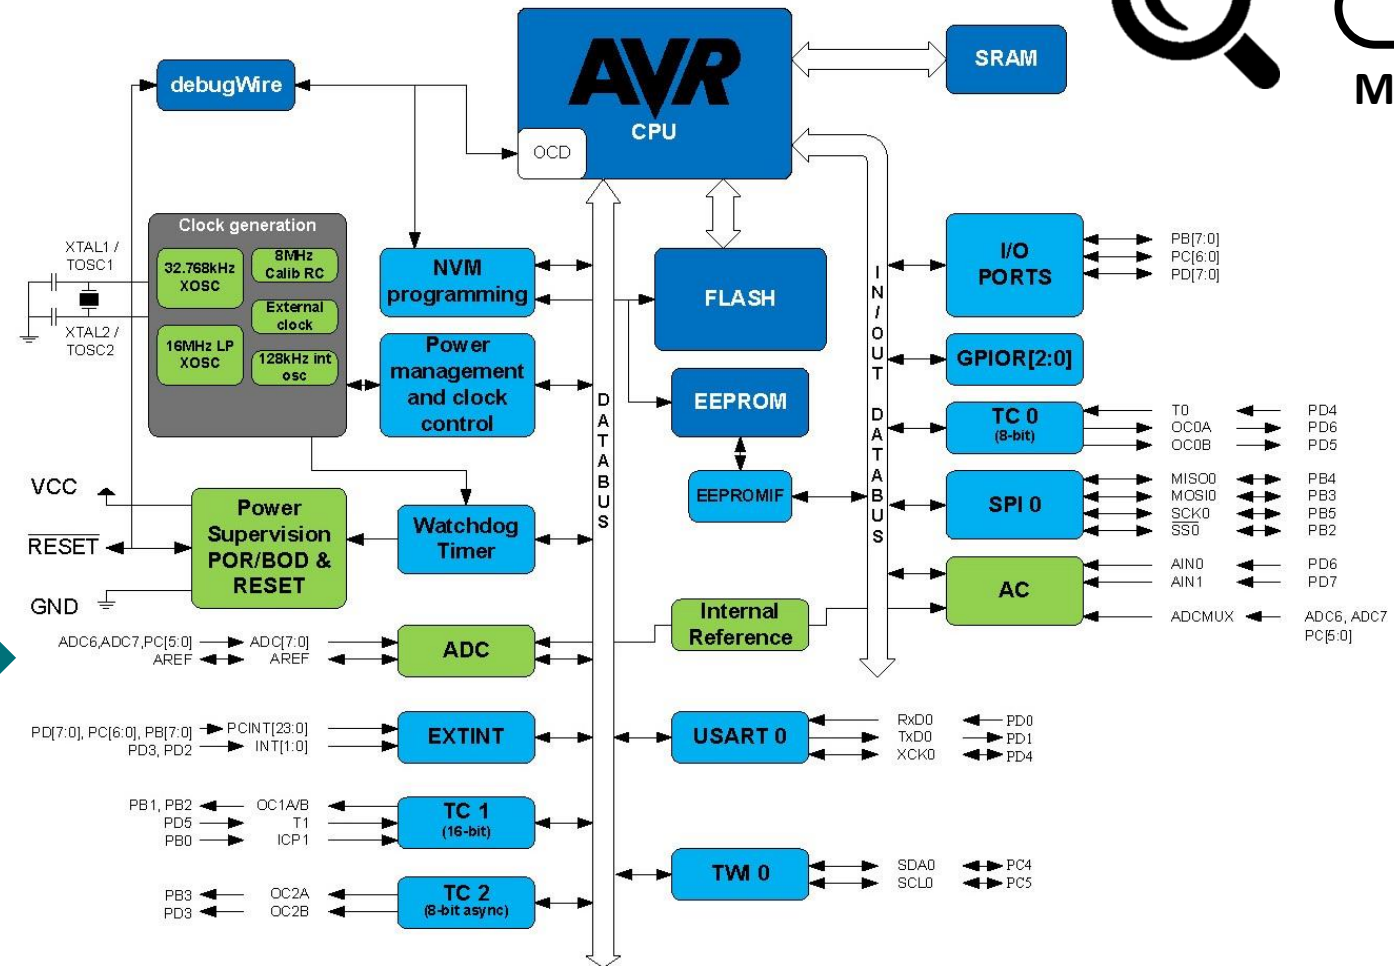 AVR
CPU
OCD
SRAM
M
debugWire
Clock generation
32.768kHz
XOSC
8MHz
Calib RC
External
clock
16MHz LP
XOSC
128kHz int
osc
XTAL1 /
TOSC1
XTAL2 /
TOSC2
NVM
programming
Power
management
and clock
control
FLASH
EEPROM
EEPROMIF
DATABUS
IN/OUT DATABUS
I/O
PORTS
PB[7:0]
PC[6:0]
PD[7:0]
GPIOR[2:0]
TC 0
(8-bit)
T0 PD4
OC0A PD6
OC0B PD5
SPI 0
MISO0 PB4
MOSI0 PB3
SCK0 PB5
SS0 PB2
AC
AIN0 PD6
AIN1 PD7
ADCMUX ADC6, ADC7
PC[5:0]
VCC
RESET
GND
Power
Supervision
POR/BOD &
RESET
Watchdog
Timer
Internal
Reference
ADC6,ADC7,PC[5:0] ADC[7:0]
AREF AREF
ADC
PD[7:0], PC[6:0], PB[7:0] PCINT[23:0]
PD3, PD2 INT[1:0]
EXTINT
USART 0
RxD0 PD0
TxD0 PD1
XCK0 PD4
PB1, PB2 OC1A/B
PD5 T1
PB0 ICP1
TC 1
(16-bit)
TWI 0
SDA0 PC4
SCL0 PC5
PB3 OC2A
PD3 OC2B
TC 2
(8-bit async)